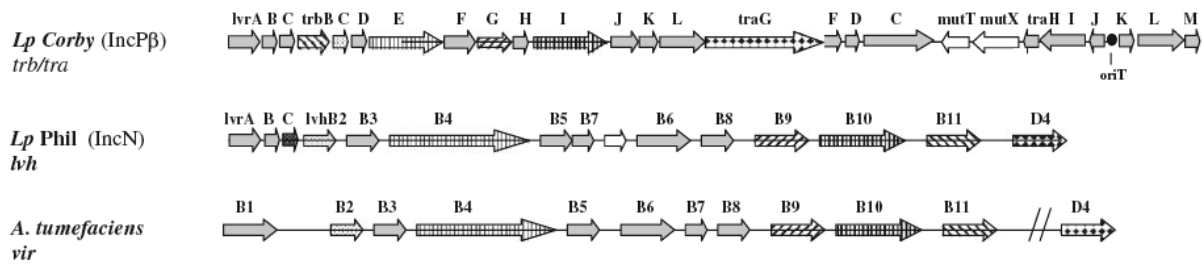 lvrA B C trbB C D E F G H I J K L traG F D C mutT mutX traH I J K L M
Lp Corby (IncPβ)
trb/tra
oriT
lvrA B C lvhB2 B3 B4 B5 B7 B6 B8 B9 B10 B11 D4
Lp Phil (IncN)
lvh
B1 B2 B3 B4 B5 B6 B7 B8 B9 B10 B11 D4
A. tumefaciens
vir